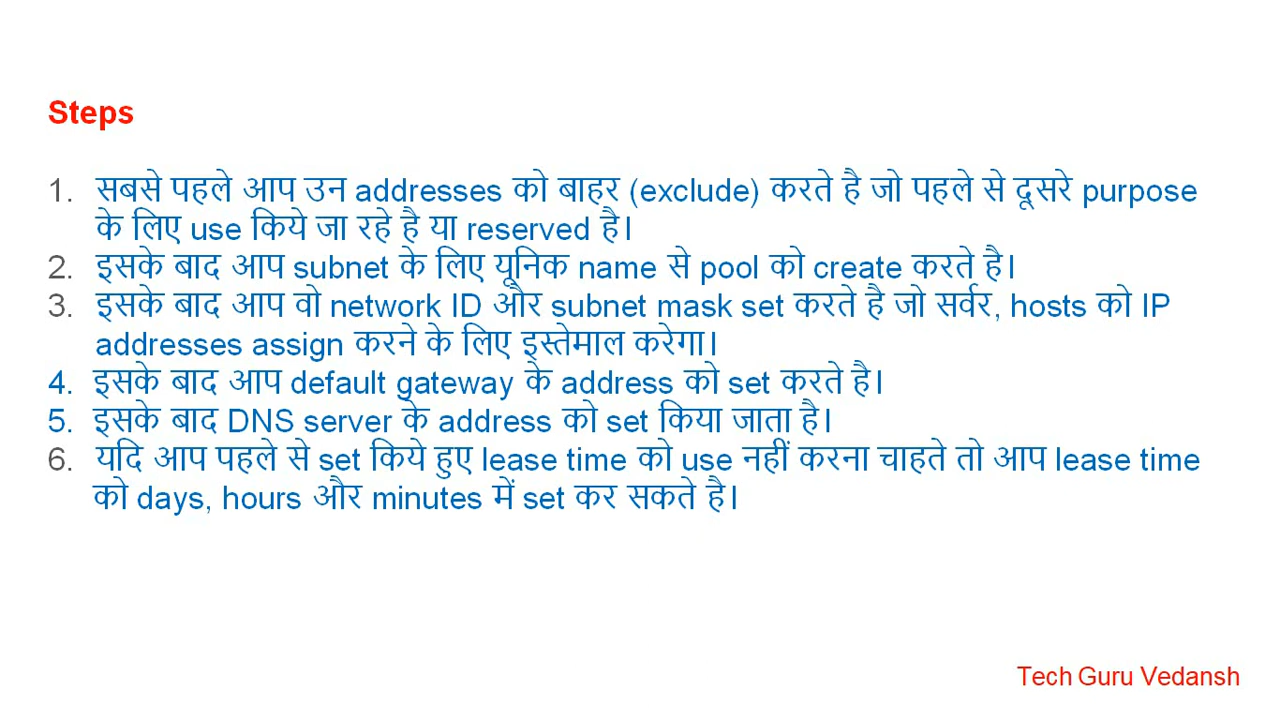 Steps
1. सबसे पहले आप उन addresses को बाहर (exclude) करते है जो पहले से दूसरे purpose
के लिए use किये जा रहे है या reserved है।
2. इसके बाद आप subnet के लिए यूनिक name से pool को create करते है।
3. इसके बाद आप वो network ID और subnet mask set करते है जो सर्वर, hosts को IP
addresses assign करने के लिए इस्तेमाल करेगा।
4. इसके बाद आप default gateway के address को set करते है।
5. इसके बाद DNS server के address को set किया जाता है।
6. यदि आप पहले से set किये हुए lease time को use नहीं करना चाहते तो आप lease time
को days, hours और minutes में set कर सकते है।
Tech Guru Vedansh